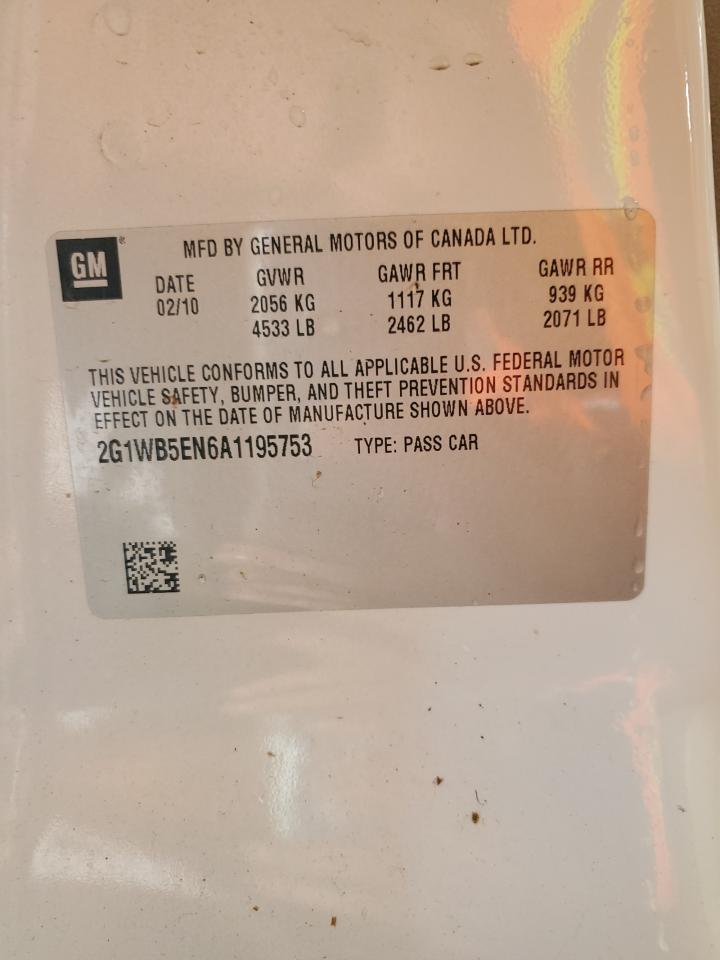 GM®
MFD BY GENERAL MOTORS OF CANADA LTD.
DATE GVWR GAWR FRT GAWR RR
02/10 2056 KG 1117 KG 939 KG
4533 LB 2462 LB 2071 LB
THIS VEHICLE CONFORMS TO ALL APPLICABLE U.S. FEDERAL MOTOR
VEHICLE SAFETY, BUMPER, AND THEFT PREVENTION STANDARDS IN
EFFECT ON THE DATE OF MANUFACTURE SHOWN ABOVE.
2G1WB5EN6A1195753 TYPE: PASS CAR